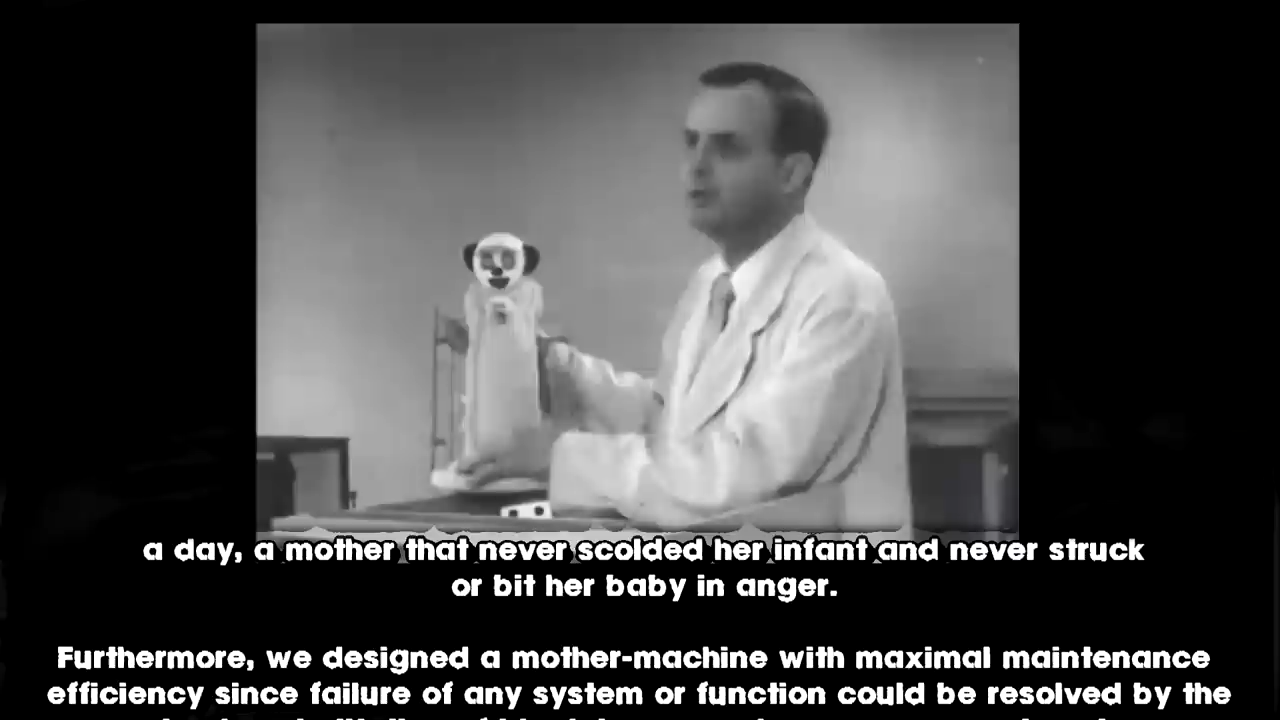 a day, a mother that never scolded her infant and never struck
or bit her baby in anger.
Furthermore, we designed a mother-machine with maximal maintenance
efficiency since failure of any system or function could be resolved by the